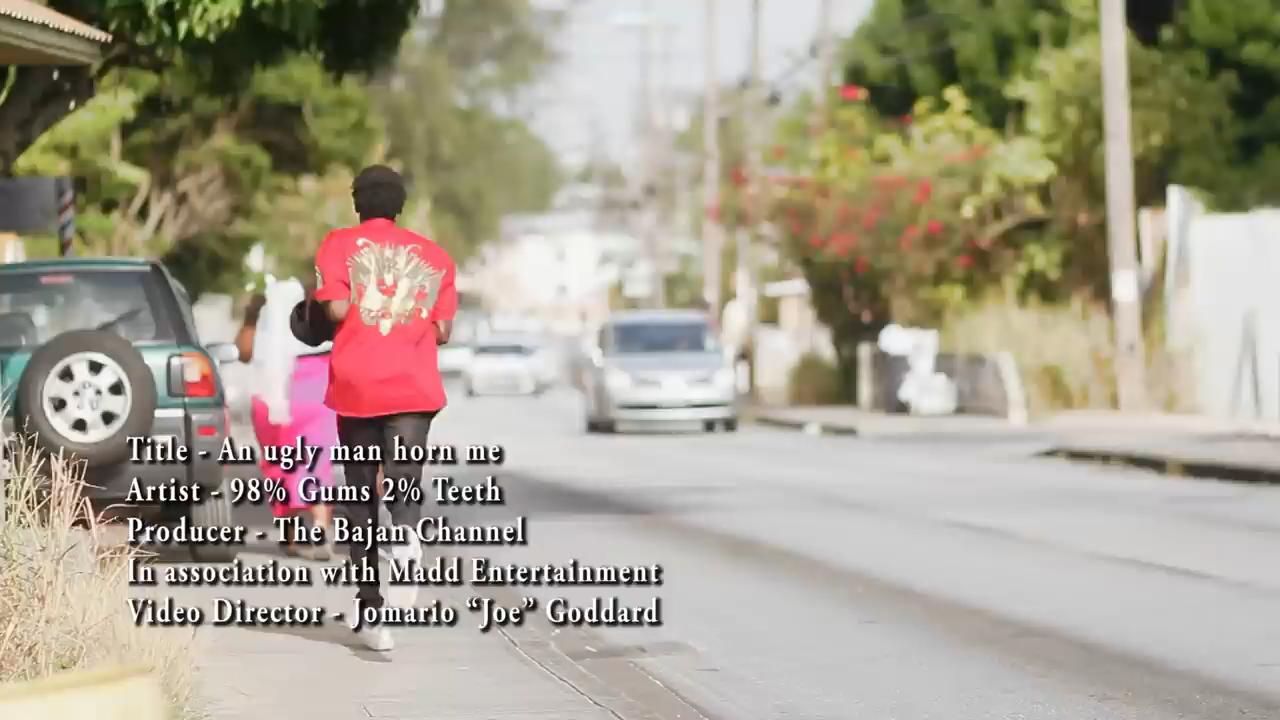 Title - An ugly man horn me
Artist - 98% Gums 2% Teeth
Producer - The Bajan Channel
In association with Madd Entertainment
Video Director - Jomario “Joe” Goddard